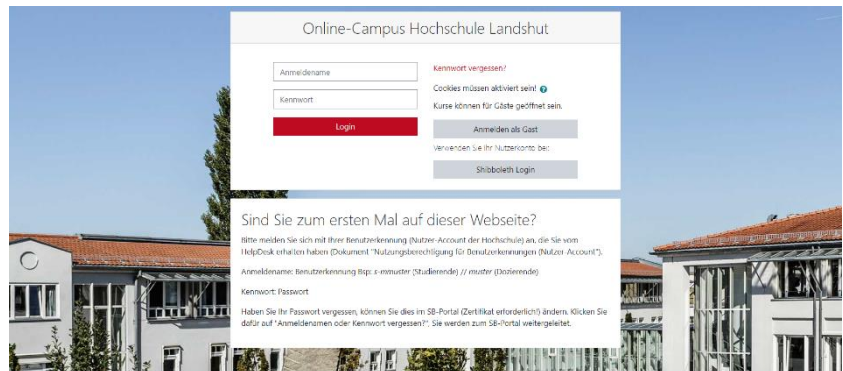 Online-Campus Hochschule Landshut
Anmeldename
Kennwort
Login
Kennwort vergessen?
Cookies müssen aktiviert sein!
Kurse können für Gäste geöffnet sein.
Anmelden als Gast
Verwenden Sie Ihr Nutzerkonto bei:
Shibboleth Login
Sind Sie zum ersten Mal auf dieser Webseite?
Bitte melden Sie sich mit Ihrer Benutzerkennung (Nutzer-Account der Hochschule) an, die Sie vom
HelpDesk erhalten haben (Dokument "Nutzungsberechtigung für Benutzerkennungen (Nutzer-Account").
Anmeldename: Benutzerkennung Bsp: s-mmuster (Studierende) // muster (Dozierende)
Kennwort: Passwort
Haben Sie Ihr Passwort vergessen, können Sie dies im SB-Portal (Zertifikat erforderlich!) ändern. Klicken Sie
dafür auf "Anmeldenamen oder Kennwort vergessen?", Sie werden zum SB-Portal weitergeleitet.